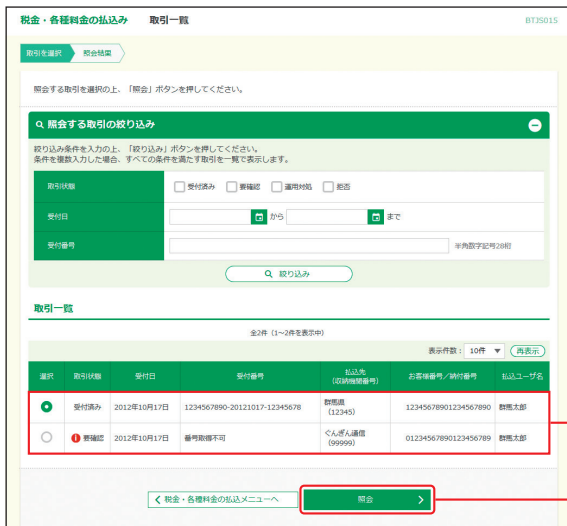 税金・各種料金の払込み 取引一覧 BTJS015
取引を選択 照会結果
照会する取引を選択の上、「照会」ボタンを押してください。
照会する取引の絞り込み
絞り込み条件を入力の上、「絞り込み」ボタンを押してください。
条件を複数入力した場合、すべての条件を満たす取引を一覧で表示します。
取引状態 受付済み 要確認 運用対処 拒否
受付日 から まで
受付番号 半角数字記号28桁
絞り込み
取引一覧
全2件（1～2件を表示中）
表示件数： 10件 再表示
選択 取引状態 受付日 受付番号 払込先 お客様番号／納付番号 払込ユーザ名
（収納機関番号）
受付済み 2012年10月17日 1234567890-20121017-12345678 群馬県 12345678901234567890 群馬太郎
（12345）
要確認 2012年10月17日 番号取得不可 ぐんぎん通信 01234567890123456789 群馬太郎
（99999）
税金・各種料金の払込メニューへ 照会